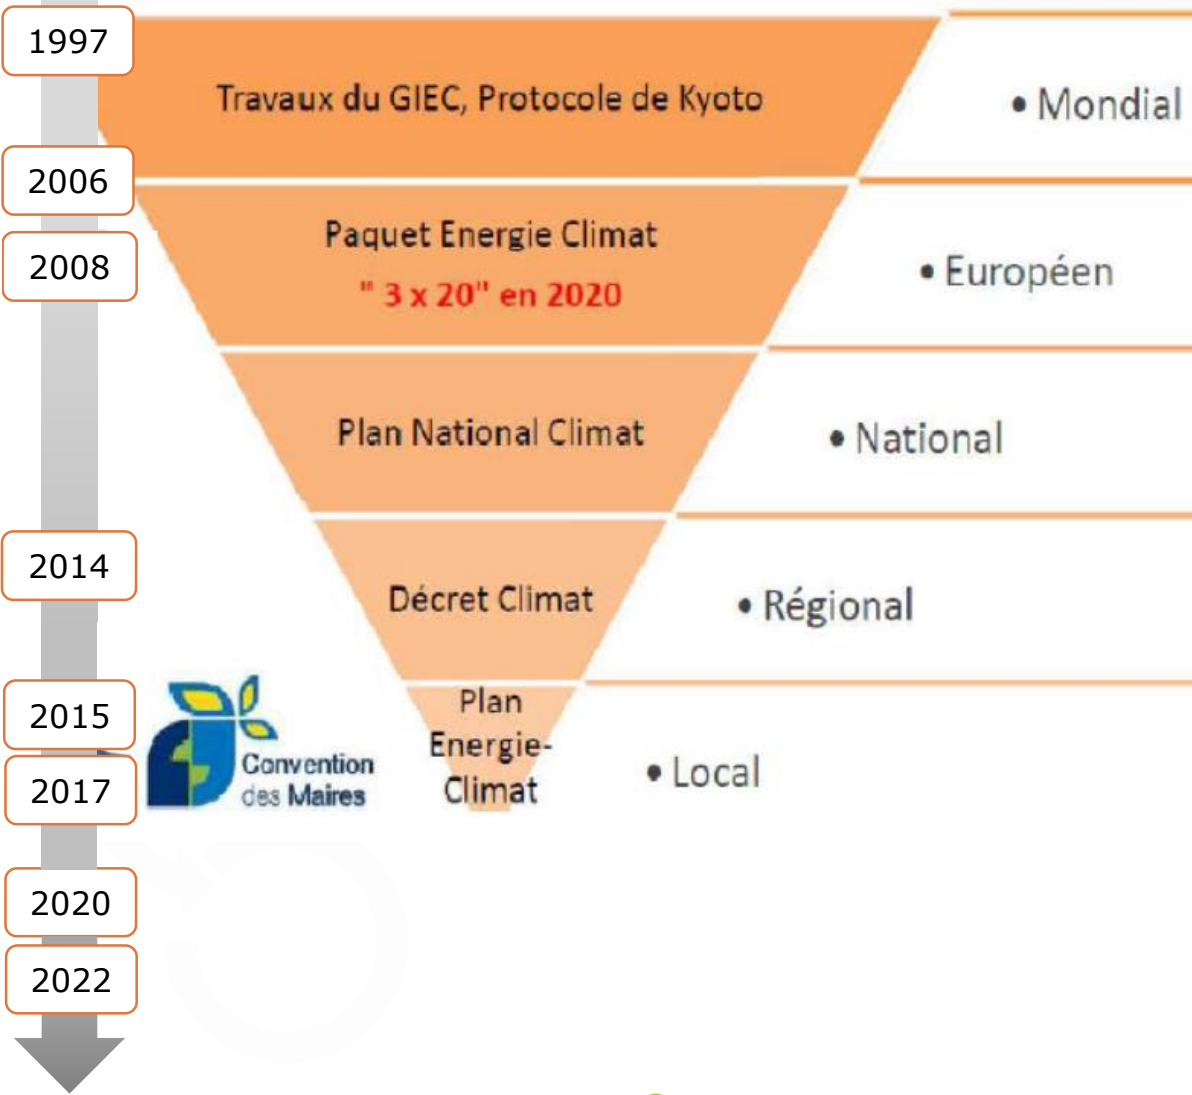 1997
Travaux du GIEC, Protocole de Kyoto
• Mondial
2006
Paquet Energie Climat
" 3 x 20" en 2020
• Européen
2008
Plan National Climat
• National
2014
Décret Climat
• Régional
2015
Plan
Energie-
Climat
• Local
Convention
des Maires
2017
2020
2022